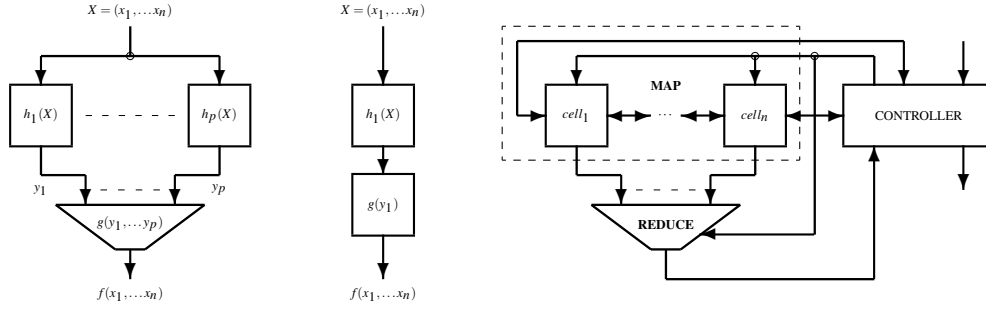 X = (x₁, … xₙ)
h₁(X)
hₚ(X)
y₁
yₚ
g(y₁, … yₚ)
f(x₁, … xₙ)
X = (x₁, … xₙ)
h₁(X)
g(y₁)
f(x₁, … xₙ)
MAP
cell₁
…
cellₙ
CONTROLLER
REDUCE